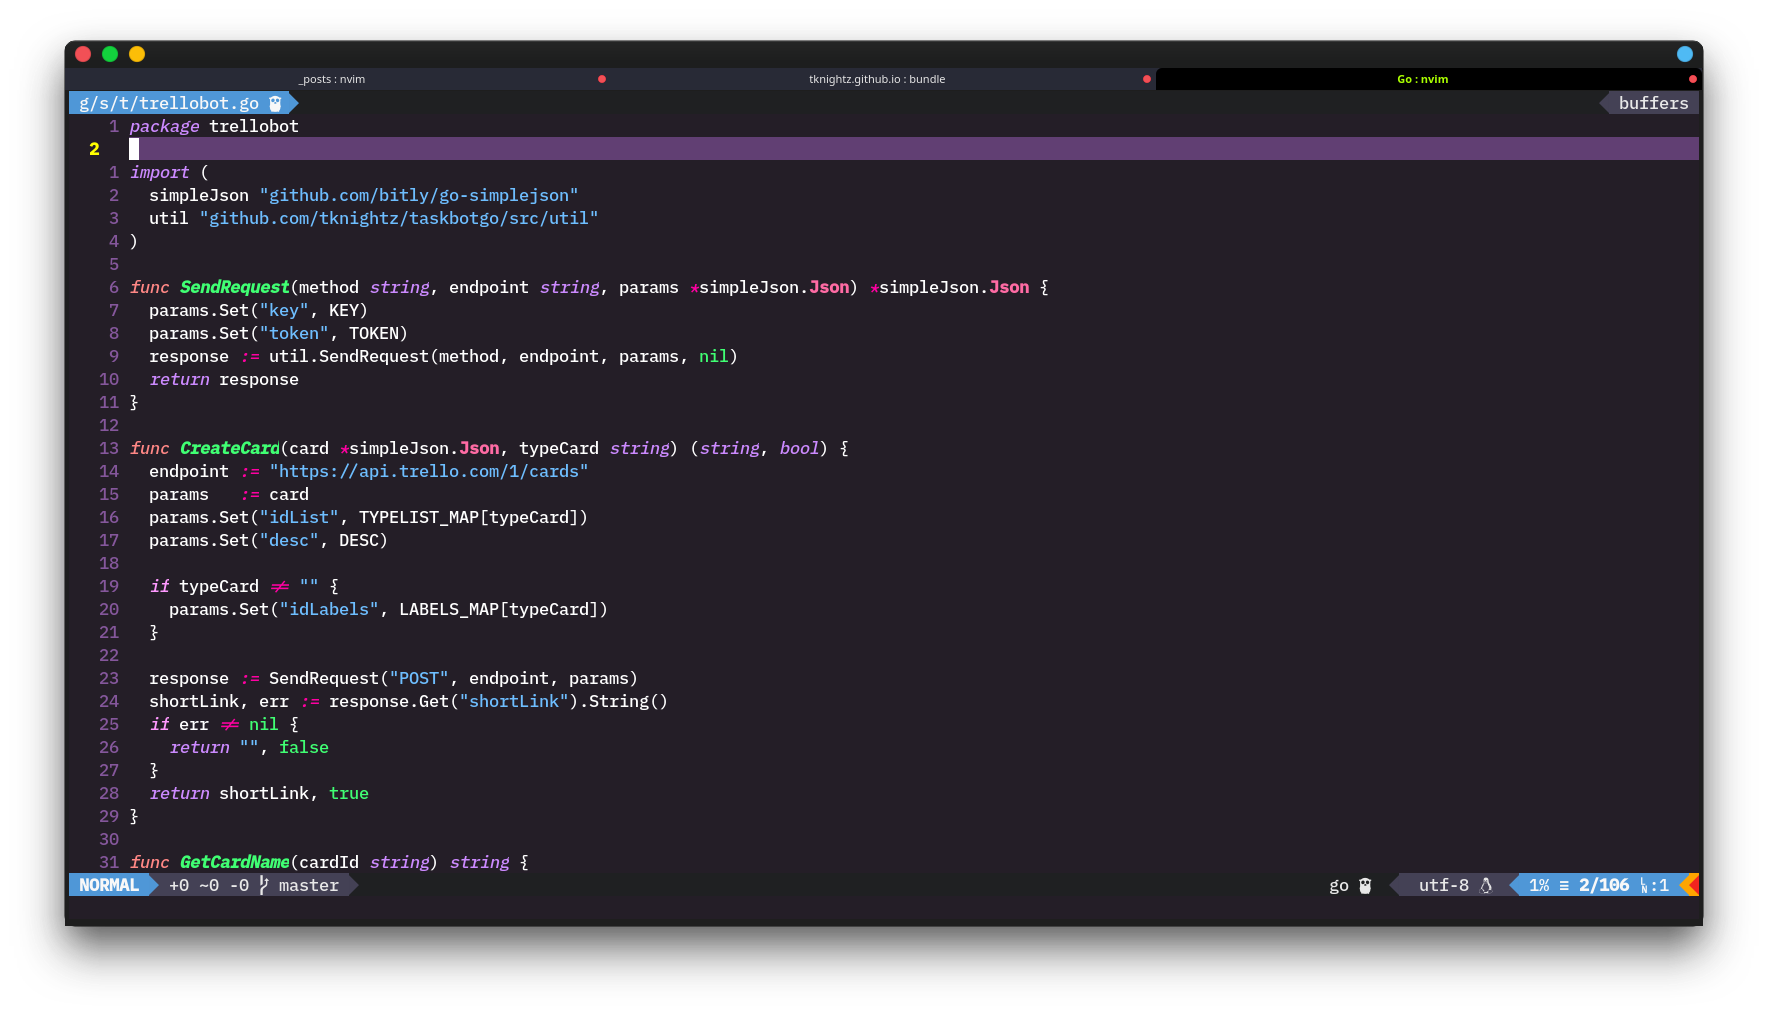 _posts : nvim
tknightz.github.io : bundle
Go : nvim
g/s/t/trellobot.go
buffers
1 package trellobot
2
1 import (
2 simpleJson "github.com/bitly/go-simplejson"
3 util "github.com/tknightz/taskbotgo/src/util"
4 )
5
6 func SendRequest(method string, endpoint string, params *simpleJson.Json) *simpleJson.Json {
7 params.Set("key", KEY)
8 params.Set("token", TOKEN)
9 response := util.SendRequest(method, endpoint, params, nil)
10 return response
11 }
12
13 func CreateCard(card *simpleJson.Json, typeCard string) (string, bool) {
14 endpoint := "https://api.trello.com/1/cards"
15 params   := card
16 params.Set("idList", TYPELIST_MAP[typeCard])
17 params.Set("desc", DESC)
18
19 if typeCard != "" {
20 params.Set("idLabels", LABELS_MAP[typeCard])
21 }
22
23 response := SendRequest("POST", endpoint, params)
24 shortLink, err := response.Get("shortLink").String()
25 if err != nil {
26 return "", false
27 }
28 return shortLink, true
29 }
30
31 func GetCardName(cardId string) string {
NORMAL +0 ~0 -0 master
go
utf-8
1% ≡ 2/106 ㏑:1